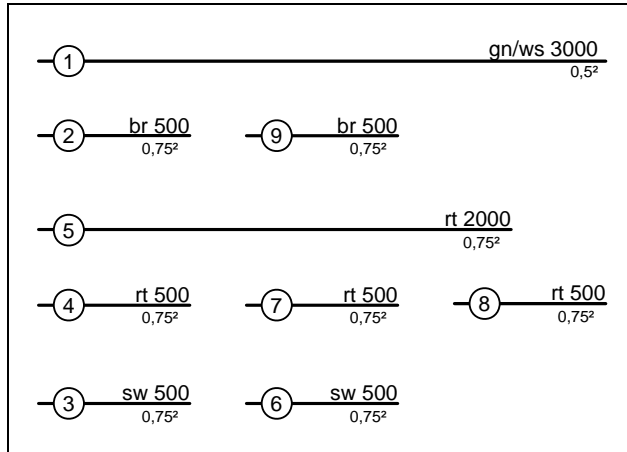 1 gn/ws 3000
0,5²
2 br 500 9 br 500
0,75² 0,75²
5 rt 2000
0,75²
4 rt 500 7 rt 500 8 rt 500
0,75² 0,75² 0,75²
3 sw 500 6 sw 500
0,75² 0,75²